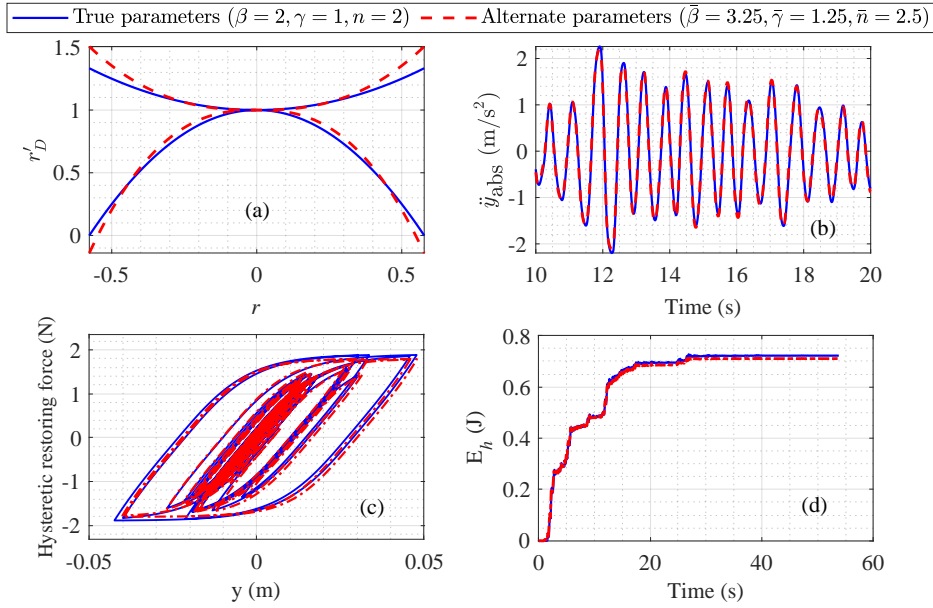 True parameters (β = 2, γ = 1, n = 2) Alternate parameters (β̄ = 3.25, γ̄ = 1.25, n̄ = 2.5)
1.5
1
0.5
0
r′_D
(a)
-0.5 0 0.5
r
2
1
0
-1
-2
ÿ_abs (m/s²)
(b)
10 12 14 16 18 20
Time (s)
2
1
0
-1
-2
Hysteretic restoring force (N)
(c)
-0.05 0 0.05
y (m)
0.8
0.6
0.4
0.2
0
E_h (J)
(d)
0 20 40 60
Time (s)